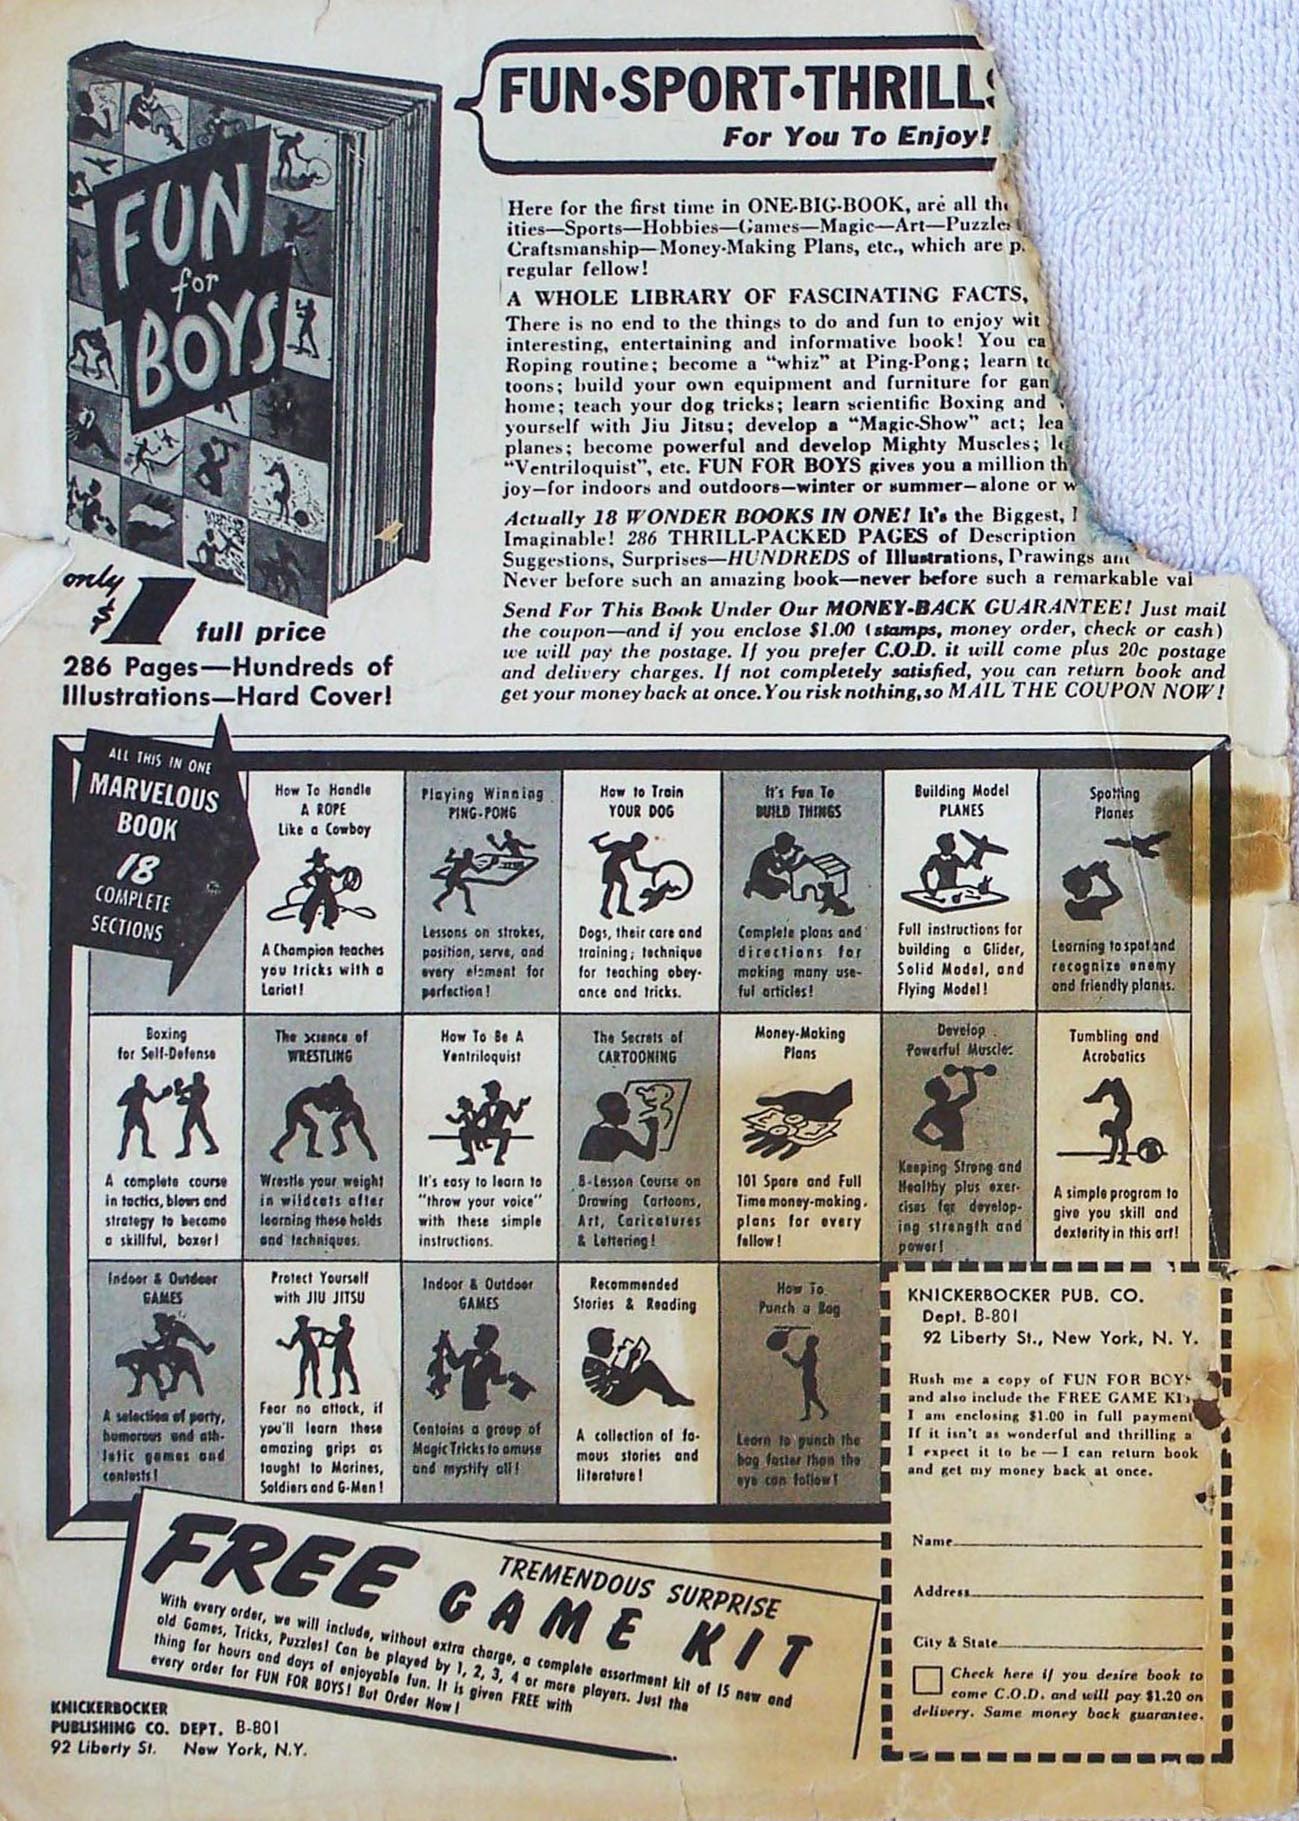 FUN
for
BOYS
only
$1
full price
286 Pages—Hundreds of
Illustrations—Hard Cover!
FUN·SPORT·THRILLS
For You To Enjoy!
Here for the first time in ONE-BIG-BOOK, are all
ities—Sports—Hobbies—Games—Magic—Art—Puzzles
Craftsmanship—Money-Making Plans, etc., which are
regular fellow!
A WHOLE LIBRARY OF FASCINATING FACTS,
There is no end to the things to do and fun to enjoy
interesting, entertaining and informative book! You
Roping routine; become a "whiz" at Ping-Pong; learn
toons; build your own equipment and furniture for
home; teach your dog tricks; learn scientific Boxing and
yourself with Jiu Jitsu; develop a "Magic-Show" act;
planes; become powerful and develop Mighty Muscles;
"Ventriloquist", etc. FUN FOR BOYS gives you a million
joy—for indoors and outdoors—winter or summer—alone or
Actually 18 WONDER BOOKS IN ONE! It's the Biggest,
Imaginable! 286 THRILL-PACKED PAGES of Description
Suggestions, Surprises—HUNDREDS of Illustrations, Drawings
Never before such an amazing book—never before such a remarkable
Send For This Book Under Our MONEY-BACK GUARANTEE! Just mail
the coupon—and if you enclose $1.00 (stamps, money order, check or cash)
we will pay the postage. If you prefer C.O.D. it will come plus 20c postage
and delivery charges. If not completely satisfied, you can return book and
get your money back at once. You risk nothing, so MAIL THE COUPON NOW!
ALL THIS IN ONE
MARVELOUS
BOOK
18
COMPLETE
SECTIONS
How To Handle
A ROPE
Like a Cowboy
A Champion teaches
you tricks with a
Lariat!
Playing Winning
PING-PONG
Lessons on strokes,
position, serve, and
every element for
perfection!
How to Train
YOUR DOG
Dogs, their care and
training; technique
for teaching obey-
ance and tricks.
It's Fun To
BUILD THINGS
Complete plans and
directions for
making many use-
ful articles!
Building Model
PLANES
Full instructions for
building a Glider,
Solid Model, and
Flying Model!
Spotting
Planes
Learning to spot and
recognize enemy
and friendly planes.
Boxing
for Self-Defense
A complete course
in tactics, blows and
strategy to become
a skillful, boxer!
The Science of
WRESTLING
Wrestle your weight
in wildcats after
learning these holds
and techniques.
How To Be A
Ventriloquist
It's easy to learn to
"throw your voice"
with these simple
instructions.
The Secrets of
CARTOONING
8-Lesson Course on
Drawing Cartoons,
Art, Caricatures
& Lettering!
Money-Making
Plans
101 Spare and Full
Time money-making,
plans for every
fellow!
Develop
Powerful Muscles
Keeping Strong and
Healthy plus exer-
cises for develop-
ing strength and
power!
Tumbling and
Acrobatics
A simple program to
give you skill and
dexterity in this art!
Indoor & Outdoor
GAMES
A selection of party,
humorous and ath-
letic games and
contests!
Protect Yourself
with JIU JITSU
Fear no attack, if
you'll learn these
amazing grips as
taught to Marines,
Soldiers and G-Men!
Indoor & Outdoor
GAMES
Contains a group of
Magic Tricks to amuse
and mystify all!
Recommended
Stories & Reading
A collection of fa-
mous stories and
literature!
How To
Punch a Bag
Learn to punch the
bag faster than the
eye can follow!
FREE
TREMENDOUS SURPRISE
GAME KIT
With every order, we will include, without extra charge, a complete assortment kit of 15 new and
old Games, Tricks, Puzzles! Can be played by 1, 2, 3, 4 or more players. Just the
thing for hours and days of enjoyable fun. It is given FREE with
every order for FUN FOR BOYS! But Order Now!
KNICKERBOCKER
PUBLISHING CO. DEPT. B-801
92 Liberty St. New York, N.Y.
KNICKERBOCKER PUB. CO.
Dept. B-801
92 Liberty St., New York, N. Y.
Rush me a copy of FUN FOR BOYS
and also include the FREE GAME KIT
I am enclosing $1.00 in full payment
If it isn't as wonderful and thrilling a
I expect it to be — I can return book
and get my money back at once.
Name
Address
City & State
Check here if you desire book to
come C.O.D. and will pay $1.20 on
delivery. Same money back guarantee.